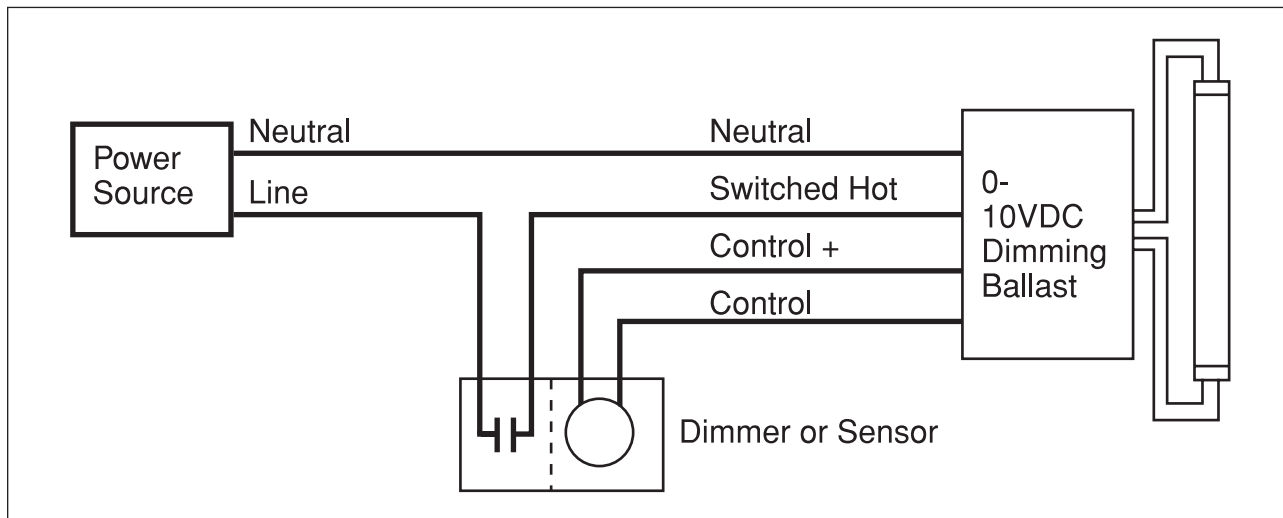 Neutral
Neutral
Power
Source
Line
Switched Hot
0-
10VDC
Dimming
Ballast
Control +
Control
Dimmer or Sensor